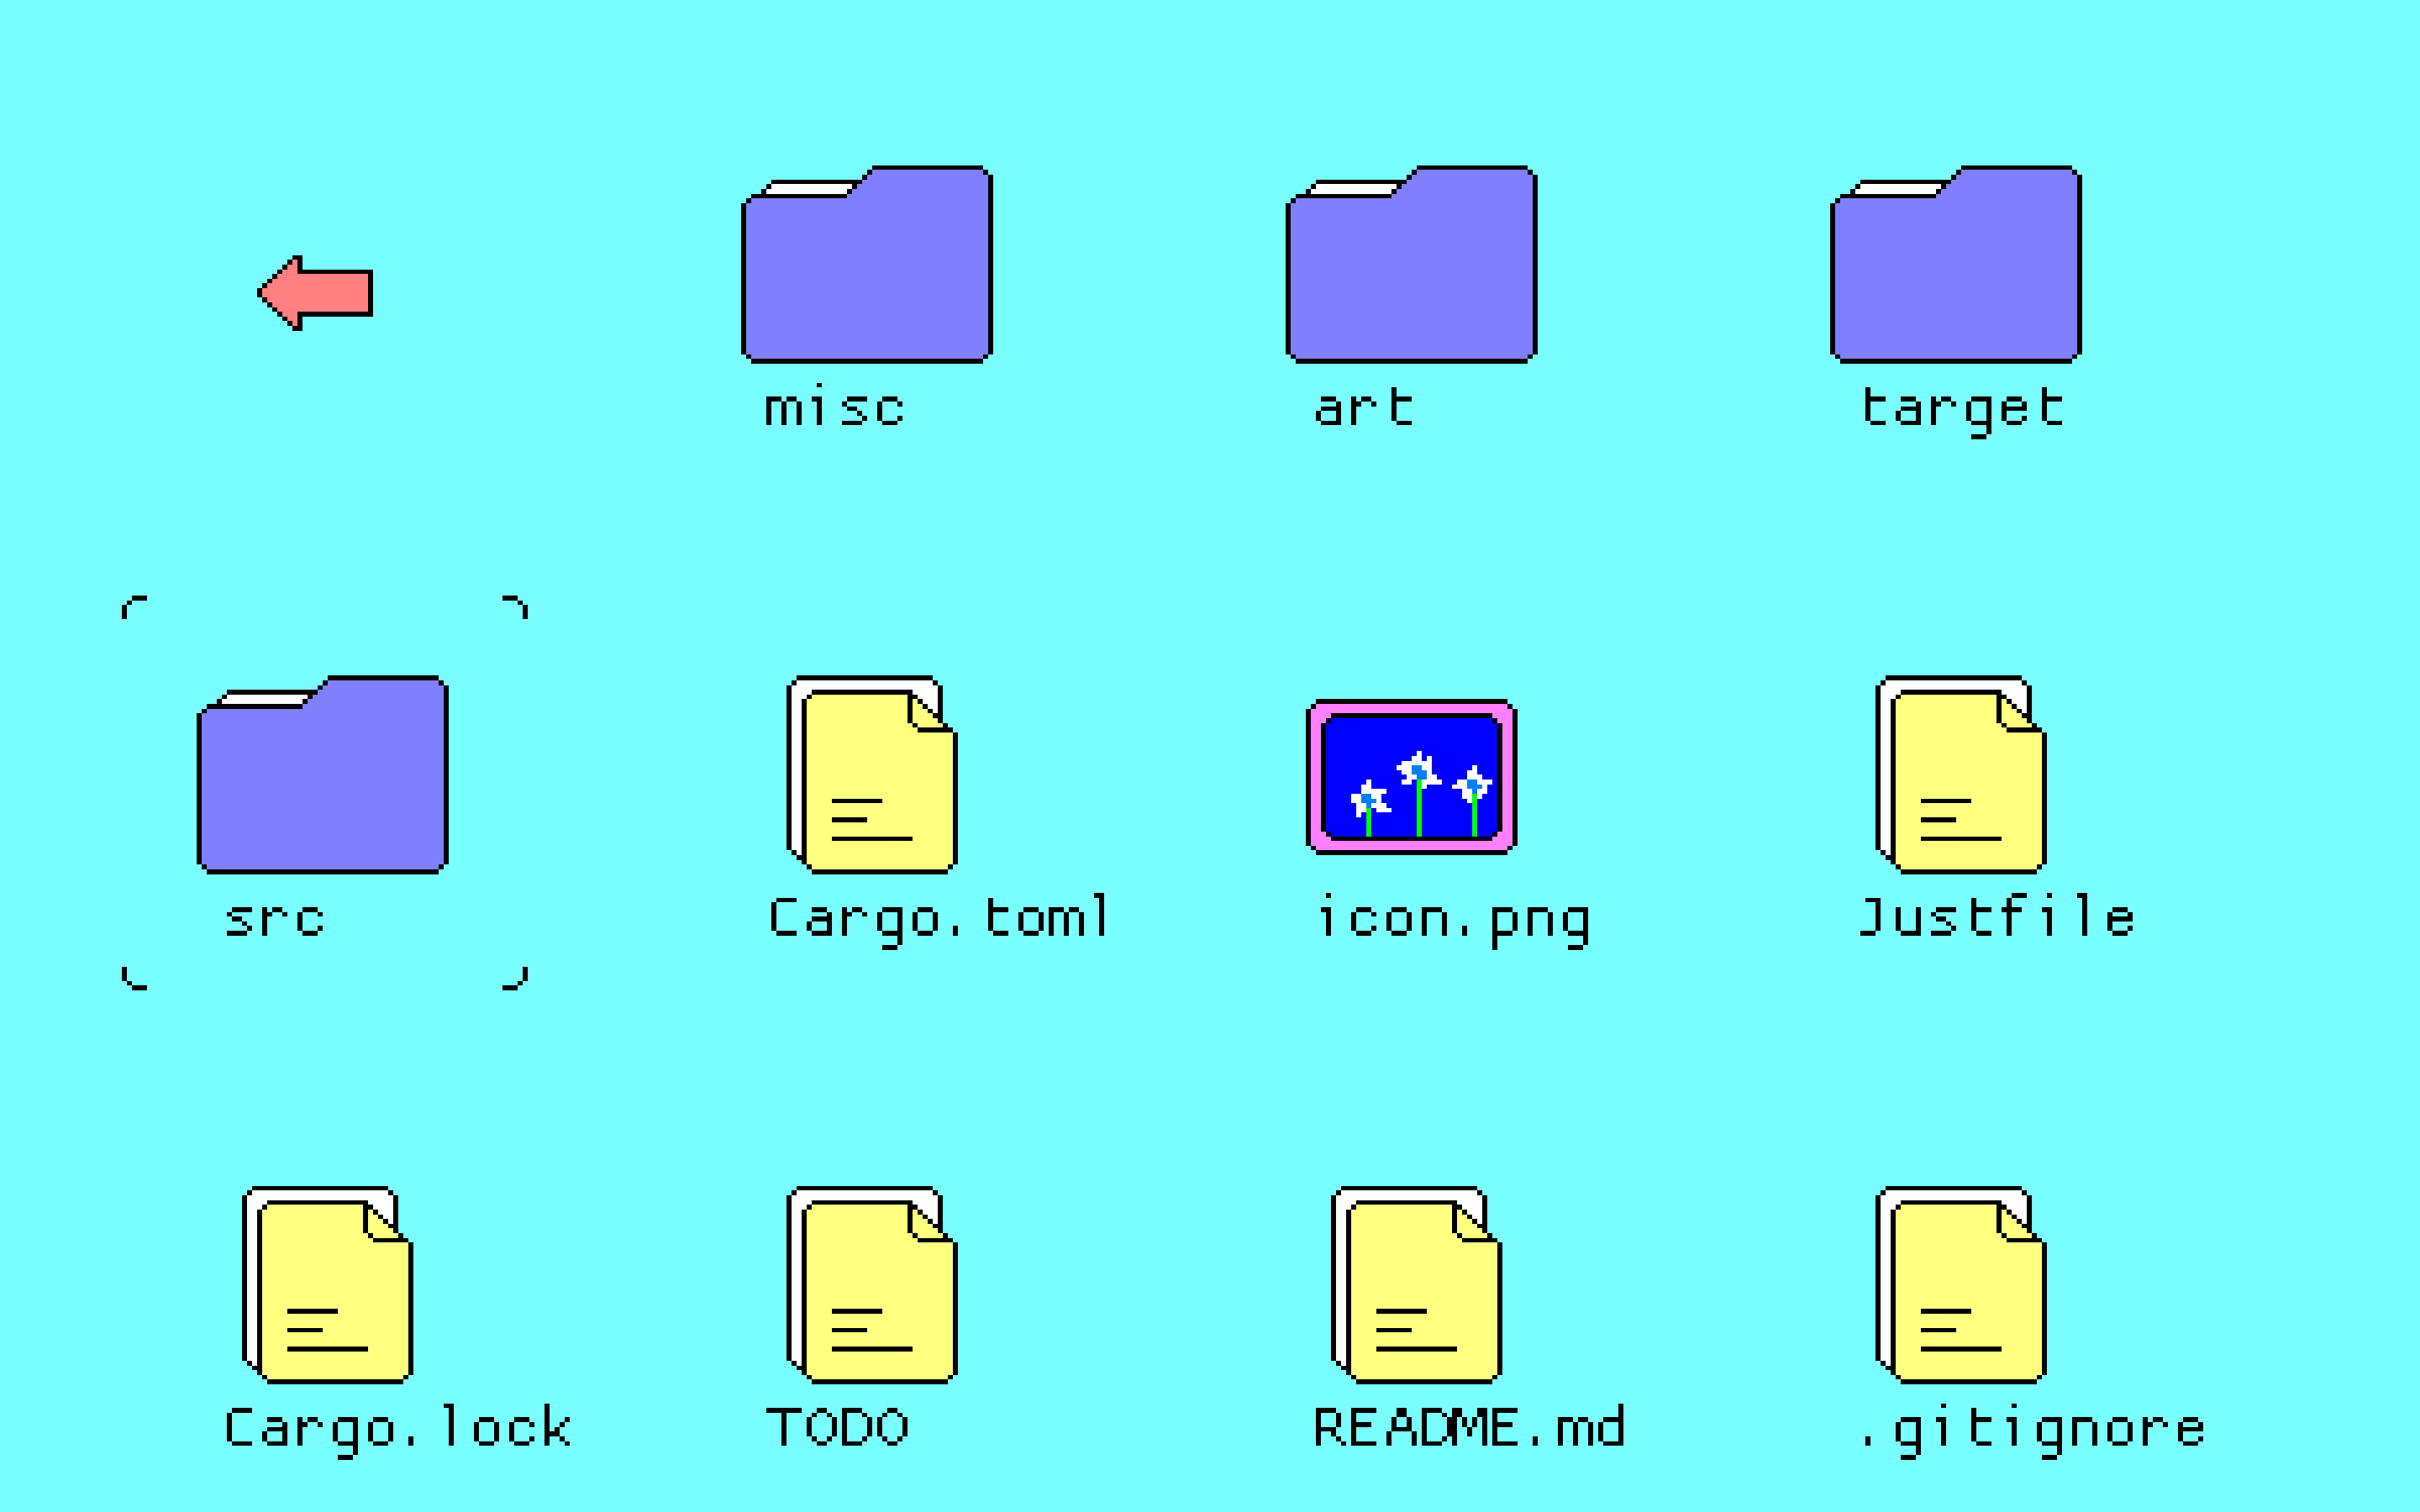 misc art target
src Cargo.toml icon.png Justfile
Cargo.lock TODO README.md .gitignore